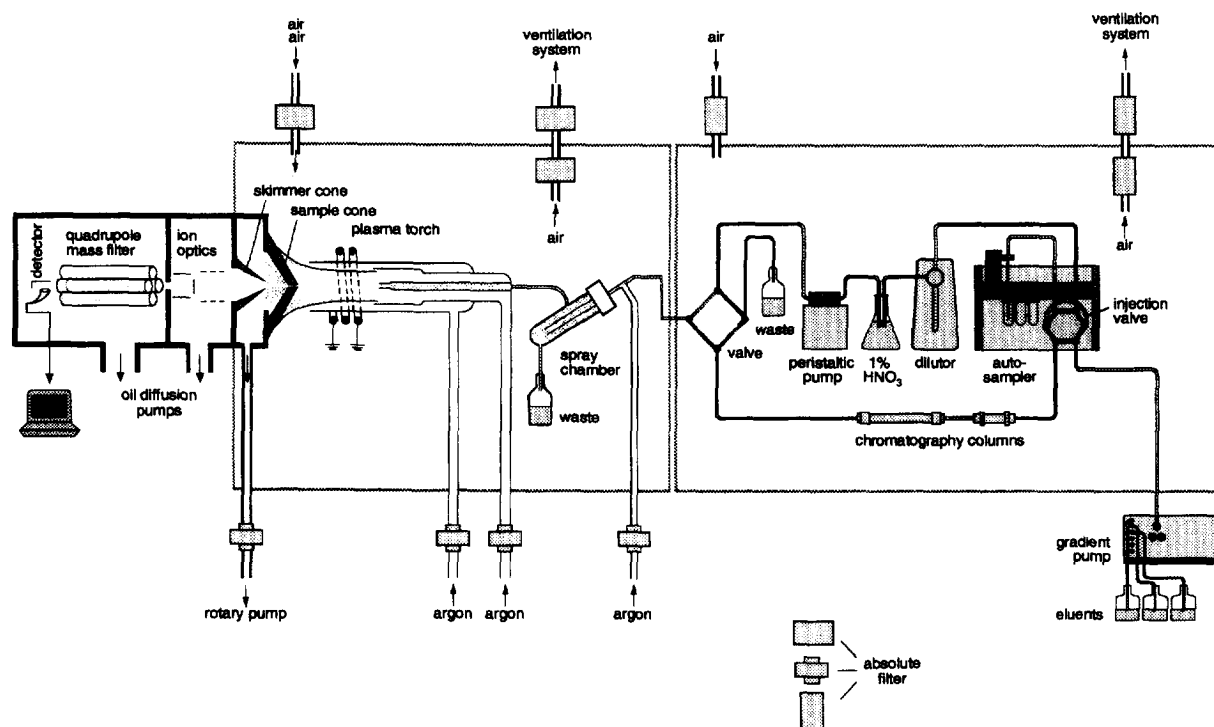 air
air
ventilation
system
air
ventilation
system
skimmer cone
sample cone
plasma torch
air
air
detector
quadrupole
mass filter
ion
optics
oil diffusion
pumps
spray
chamber
waste
waste
valve
peristaltic
pump
1%
HNO3
dilutor
auto-
sampler
injection
valve
chromatography columns
gradient
pump
eluents
rotary pump
argon
argon
argon
absolute
filter